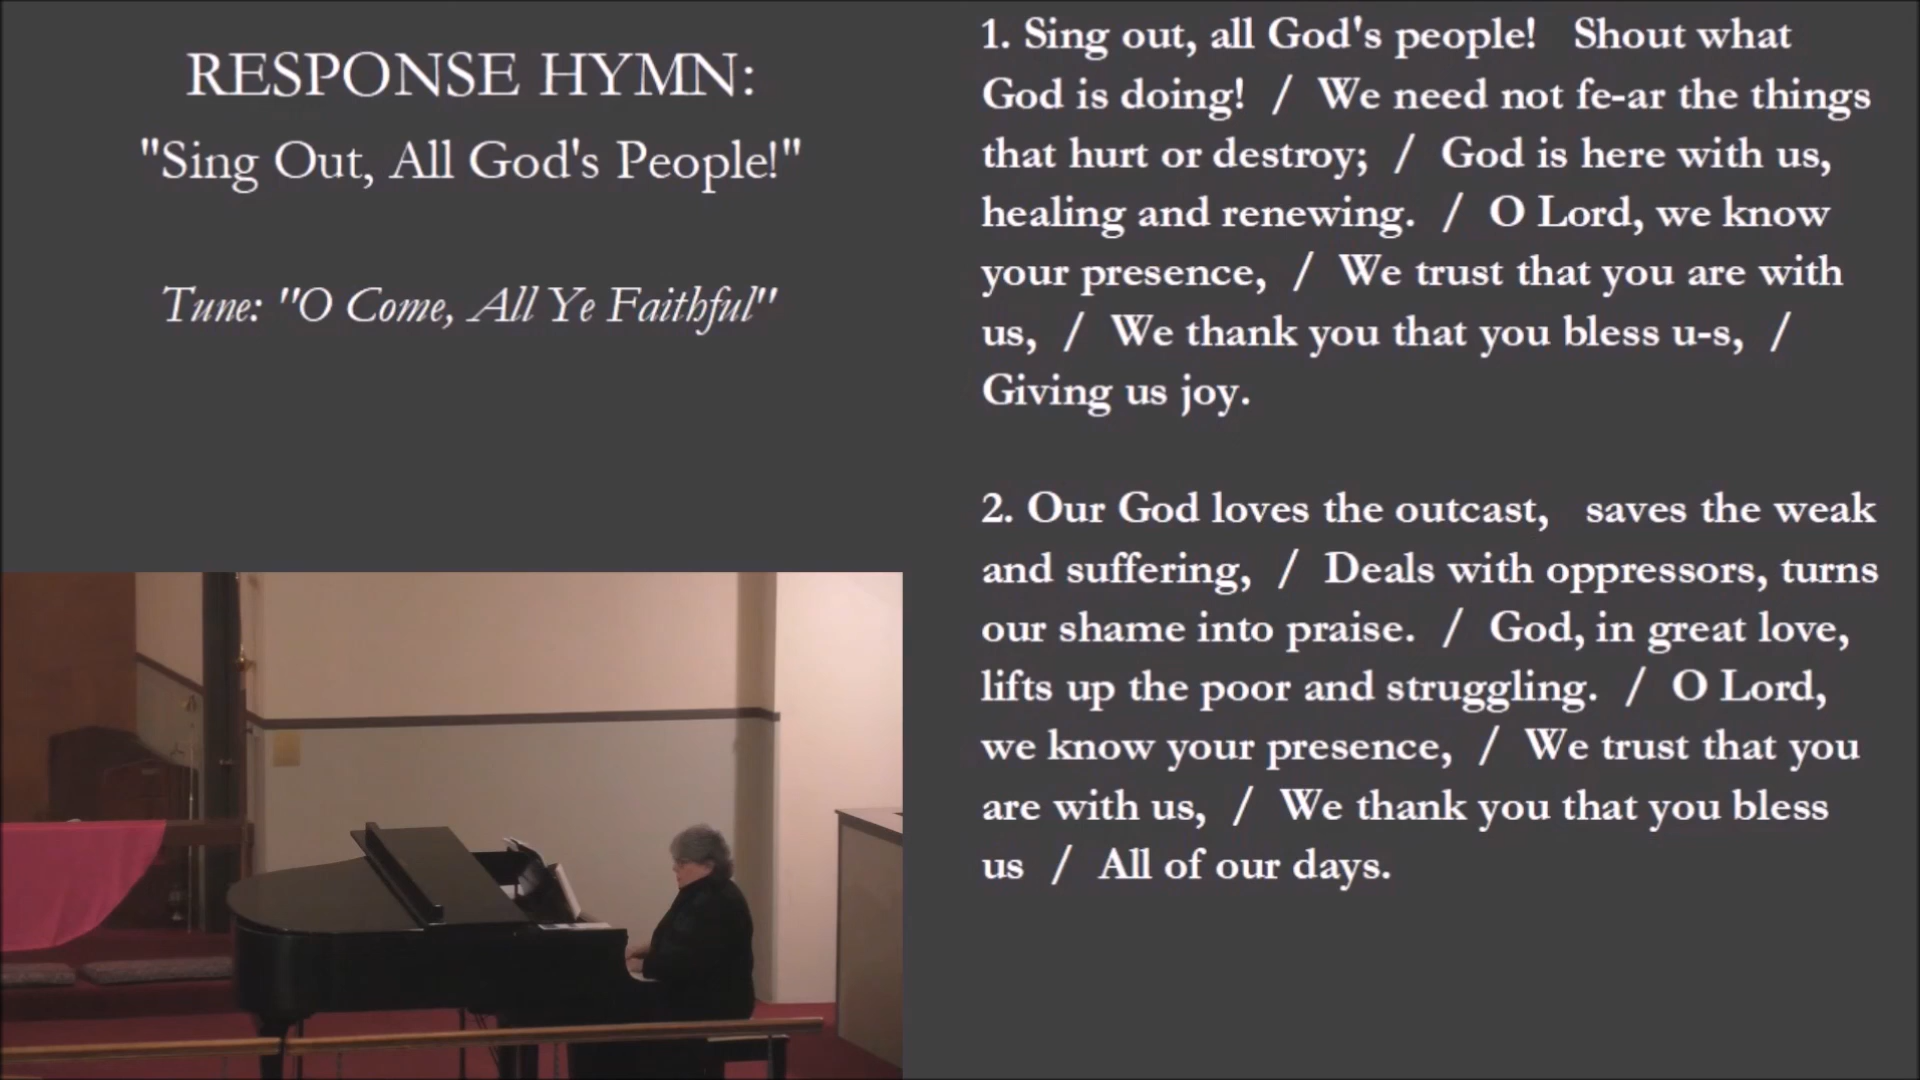 RESPONSE HYMN:
"Sing Out, All God's People!"
Tune: "O Come, All Ye Faithful"
1. Sing out, all God's people!   Shout what
God is doing!  /  We need not fe-ar the things
that hurt or destroy;  /  God is here with us,
healing and renewing.  /  O Lord, we know
your presence,  /  We trust that you are with
us,  /  We thank you that you bless u-s,  /
Giving us joy.
2. Our God loves the outcast,   saves the weak
and suffering,  /  Deals with oppressors, turns
our shame into praise.  /  God, in great love,
lifts up the poor and struggling.  /  O Lord,
we know your presence,  /  We trust that you
are with us,  /  We thank you that you bless
us  /  All of our days.